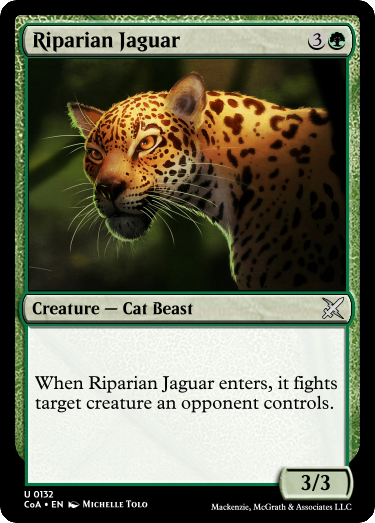 Riparian Jaguar 3
Creature — Cat Beast
When Riparian Jaguar enters, it fights
target creature an opponent controls.
3/3
U 0132
CoA • EN Michelle Tolo
Mackenzie, McGrath & Associates LLC